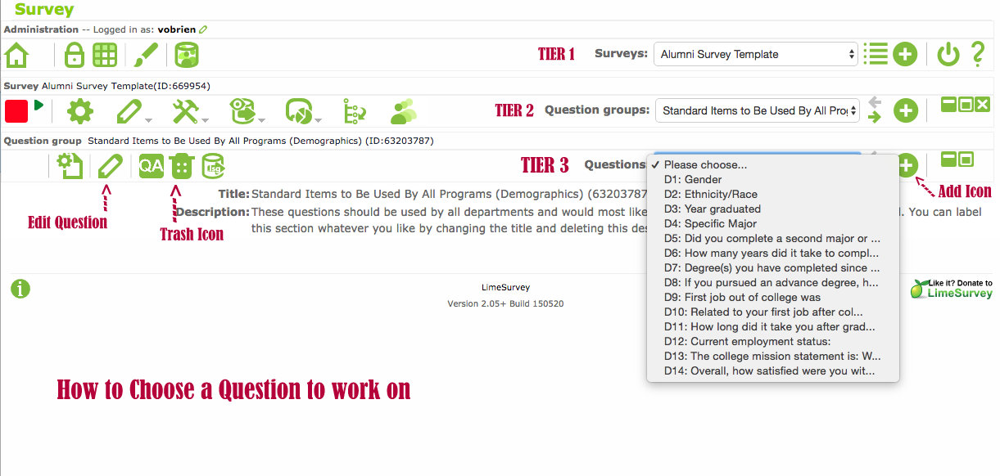 Survey
Administration -- Logged in as: vobrien
TIER 1 Surveys: Alumni Survey Template
Survey Alumni Survey Template(ID:669954)
TIER 2 Question groups: Standard Items to Be Used By All Prog
Question group Standard Items to Be Used By All Programs (Demographics) (ID:63203787)
QA
Lsg
TIER 3 Questions
✓ Please choose...
D1: Gender
D2: Ethnicity/Race
D3: Year graduated
D4: Specific Major
D5: Did you complete a second major or ...
D6: How many years did it take to compl...
D7: Degree(s) you have completed since ...
D8: If you pursued an advance degree, h...
D9: First job out of college was
D10: Related to your first job after col...
D11: How long did it take you after grad...
D12: Current employment status:
D13: The college mission statement is: W...
D14: Overall, how satisfied were you wit...
Add Icon
Title: Standard Items to Be Used By All Programs (Demographics) (63203787
Edit Question
Trash Icon
Description: These questions should be used by all departments and would most like
l. You can label
this section whatever you like by changing the title and deleting this des
LimeSurvey
Version 2.05+ Build 150520
Like it? Donate to
LimeSurvey
How to Choose a Question to work on